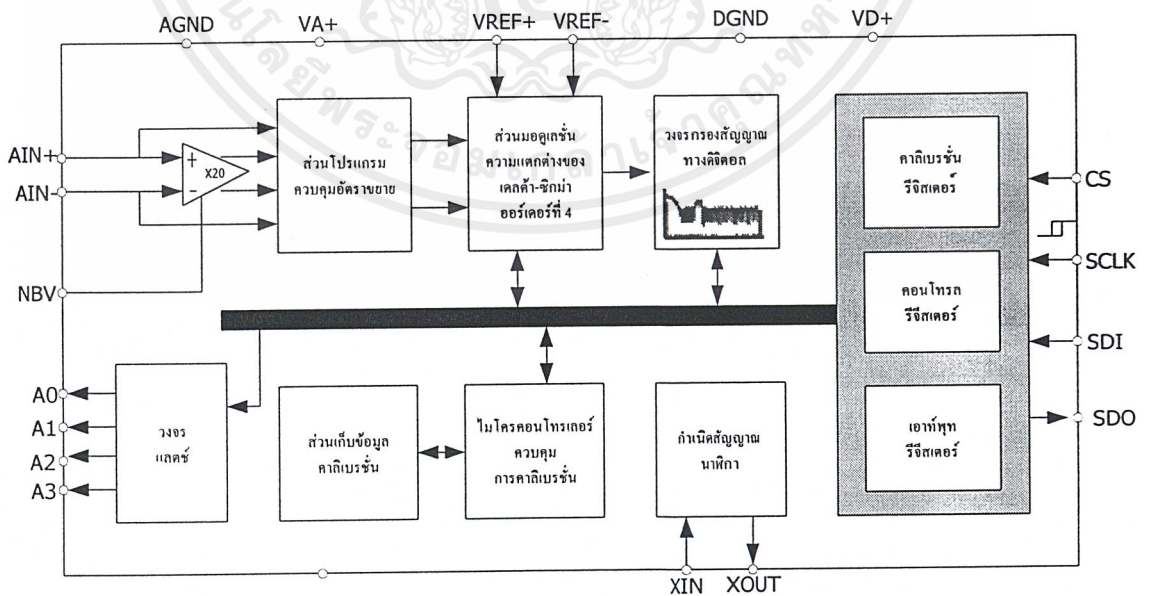 AGND
VA+
VREF+
VREF-
DGND
VD+
AIN+
AIN-
NBV
+
-
X20
ส่วนโปรแกรม
ควบคุมอัตราขยาย
ส่วนมอดูเลชั่น
ความแตกต่างของ
เดลต้า-ซิกม่า
ออร์เดอร์ที่ 4
วงจรกรองสัญญาณ
ทางดิจิตอล
คาลิเบรชั่น
รีจิสเตอร์
คอนโทรล
รีจีสเตอร์
เอาท์พุท
รีจีสเตอร์
CS
SCLK
SDI
SDO
A0
A1
A2
A3
วงจร
แลตช์
ส่วนเก็บข้อมูล
คาลิเบรชั่น
ไมโครคอนโทรเลอร์
ควบคุม
การคาลิเบรชั่น
กำเนิดสัญญาณ
นาฬิกา
XIN
XOUT